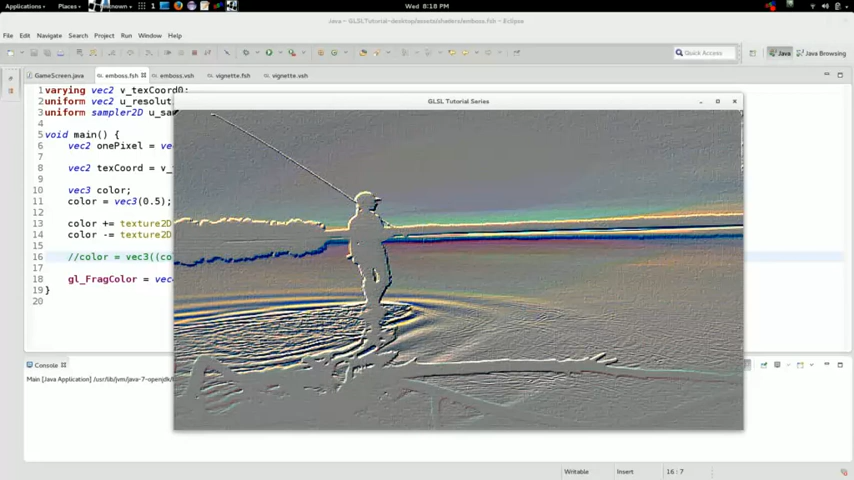 Applications Places Unknown 1 Wed 8:18 PM
Java - GLSLTutorial-desktop/assets/shaders/emboss.fsh - Eclipse
File Edit Navigate Search Project Run Window Help
Quick Access Java Java Browsing
GameScreen.java emboss.fsh emboss.vsh vignette.fsh vignette.vsh
1 varying vec2 v_texCoord0;
2 uniform vec2 u_resolut
3 uniform sampler2D u_sa
4
GLSL Tutorial Series
5 void main() {
6 vec2 onePixel = vec
7
8 vec2 texCoord = v_
9
10 vec3 color;
11 color = vec3(0.5);
12
13 color += texture2D
14 color -= texture2D
15
16 //color = vec3((co
17
18 gl_FragColor = vec
19 }
20
Console
Main [Java Application] /usr/lib/jvm/java-7-openjdk/
Writable Insert 16 : 7